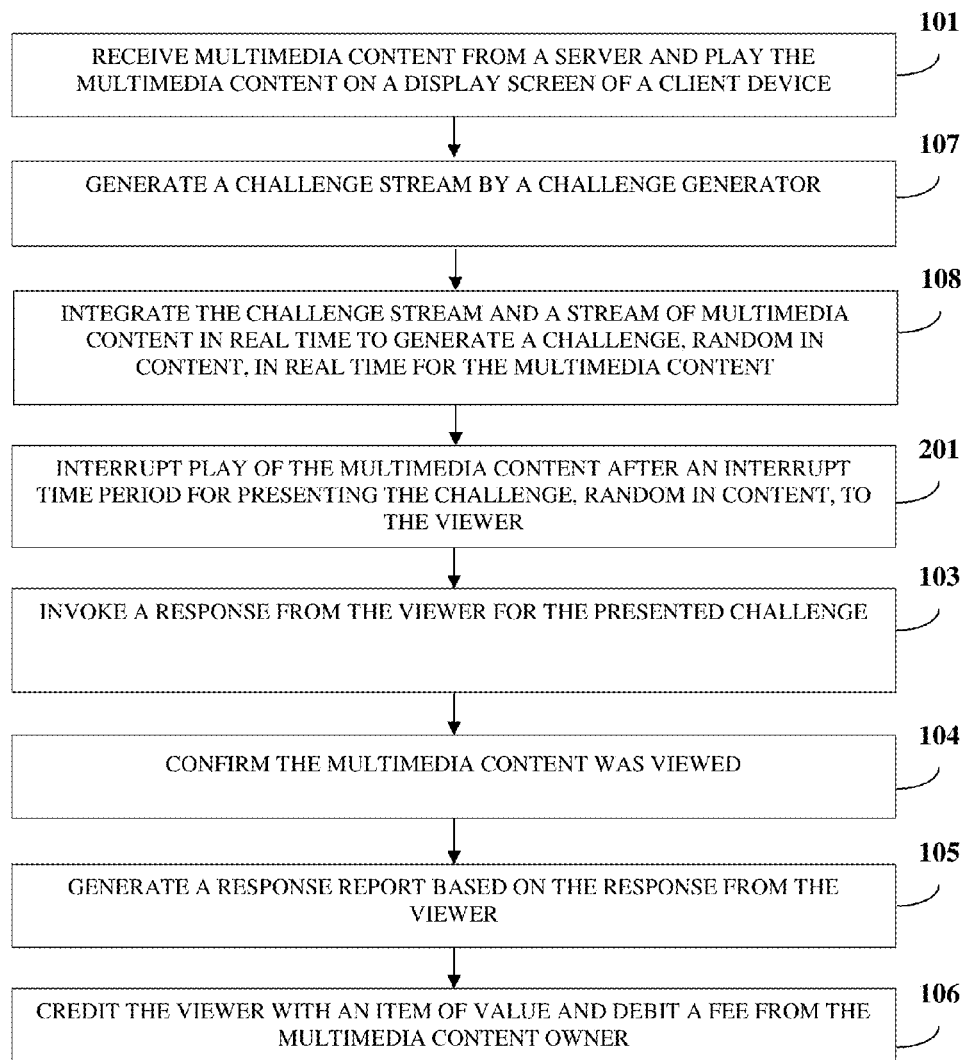 101
RECEIVE MULTIMEDIA CONTENT FROM A SERVER AND PLAY THE
MULTIMEDIA CONTENT ON A DISPLAY SCREEN OF A CLIENT DEVICE
107
GENERATE A CHALLENGE STREAM BY A CHALLENGE GENERATOR
108
INTEGRATE THE CHALLENGE STREAM AND A STREAM OF MULTIMEDIA
CONTENT IN REAL TIME TO GENERATE A CHALLENGE, RANDOM IN
CONTENT, IN REAL TIME FOR THE MULTIMEDIA CONTENT
201
INTERRUPT PLAY OF THE MULTIMEDIA CONTENT AFTER AN INTERRUPT
TIME PERIOD FOR PRESENTING THE CHALLENGE, RANDOM IN CONTENT, TO
THE VIEWER
103
INVOKE A RESPONSE FROM THE VIEWER FOR THE PRESENTED CHALLENGE
104
CONFIRM THE MULTIMEDIA CONTENT WAS VIEWED
105
GENERATE A RESPONSE REPORT BASED ON THE RESPONSE FROM THE
VIEWER
106
CREDIT THE VIEWER WITH AN ITEM OF VALUE AND DEBIT A FEE FROM THE
MULTIMEDIA CONTENT OWNER